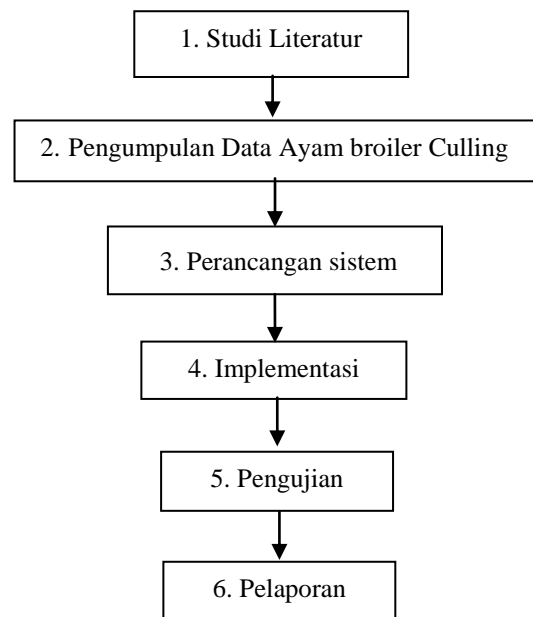 1. Studi Literatur
2. Pengumpulan Data Ayam broiler Culling
3. Perancangan sistem
4. Implementasi
5. Pengujian
6. Pelaporan